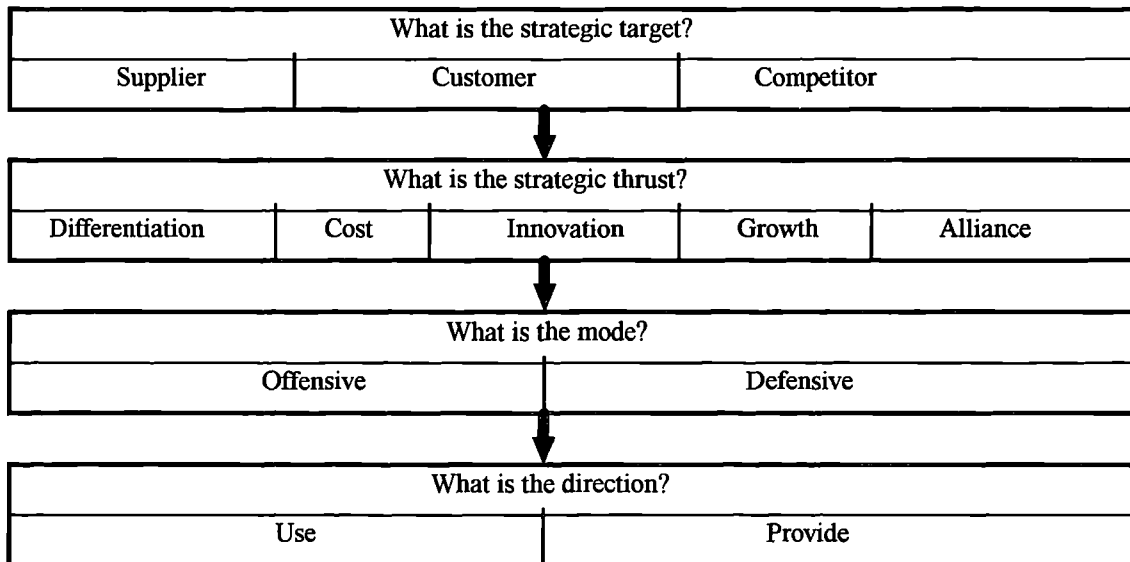 What is the strategic target?
Supplier Customer Competitor
What is the strategic thrust?
Differentiation Cost Innovation Growth Alliance
What is the mode?
Offensive Defensive
What is the direction?
Use Provide